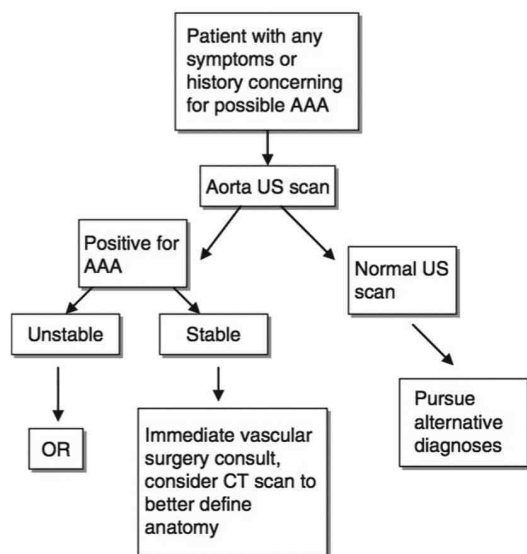 Patient with any
symptoms or
history concerning
for possible AAA
Aorta US scan
Positive for
AAA
Normal US
scan
Unstable
Stable
OR
Immediate vascular
surgery consult,
consider CT scan to
better define
anatomy
Pursue
alternative
diagnoses